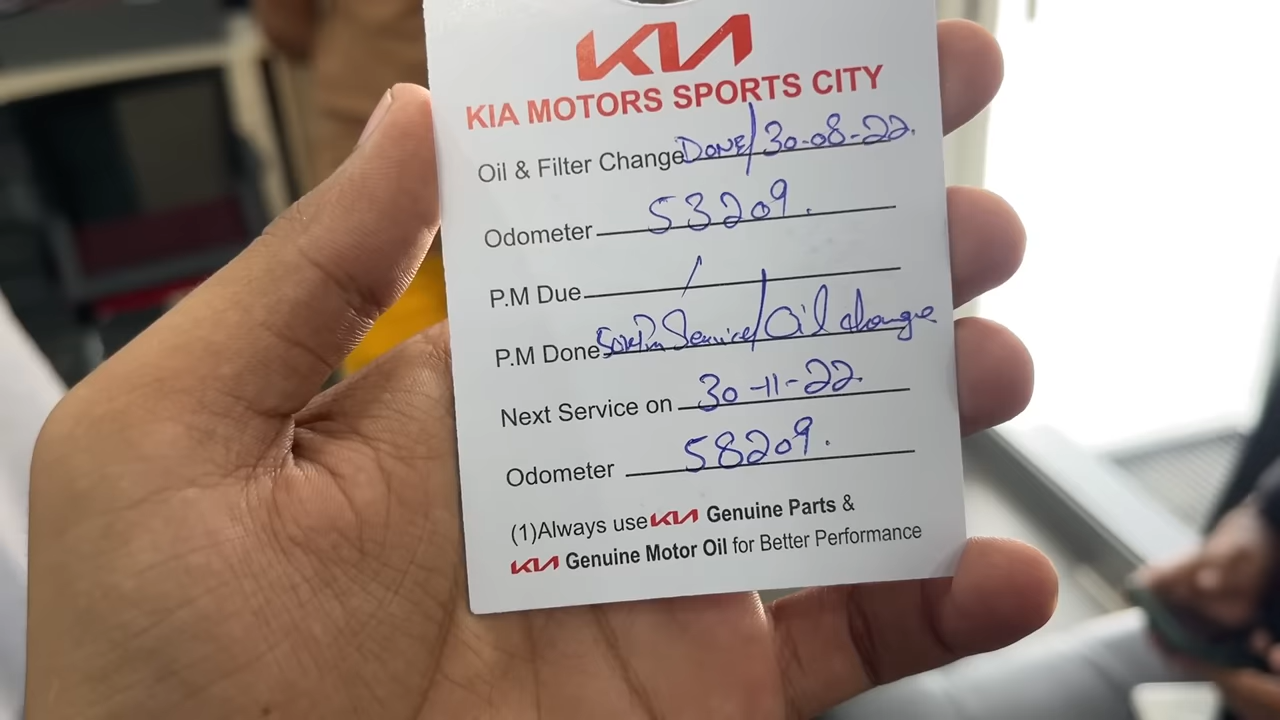 KIA
KIA MOTORS SPORTS CITY
Oil & Filter Change DONE/30-08-22.
Odometer 53209.
P.M Due /
P.M Done Service/Oil change
Next Service on 30-11-22.
Odometer 58209.
(1)Always use KIA Genuine Parts &
KIA Genuine Motor Oil for Better Performance